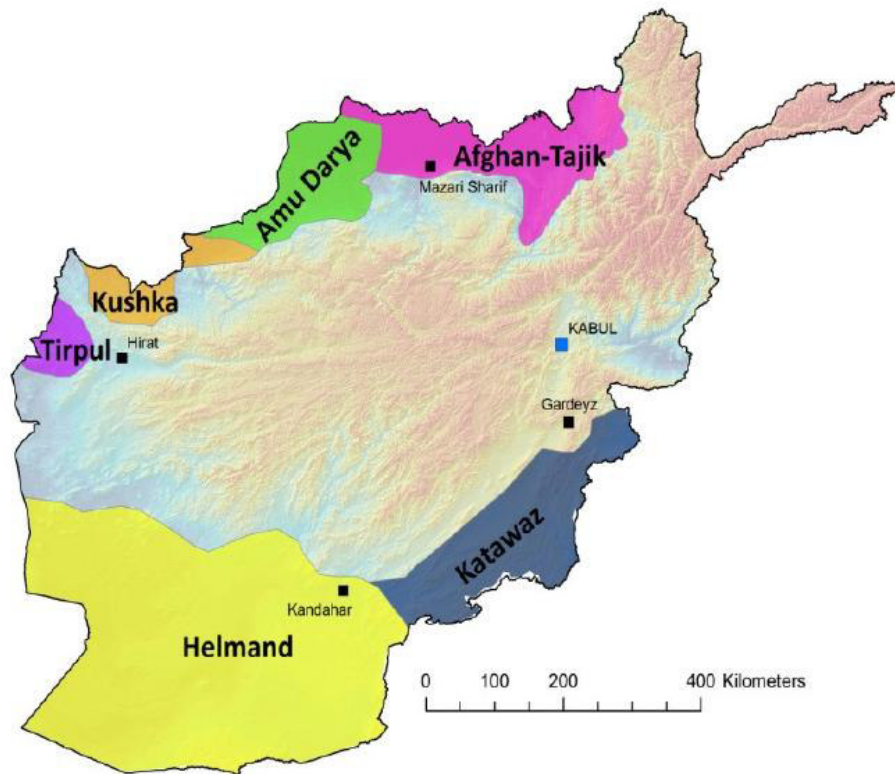 Afghan-Tajik
Mazari Sharif
Amu Darya
Kushka
Tirpul
Hirat
KABUL
Gardeyz
Katawaz
Kandahar
Helmand
0 100 200 400 Kilometers